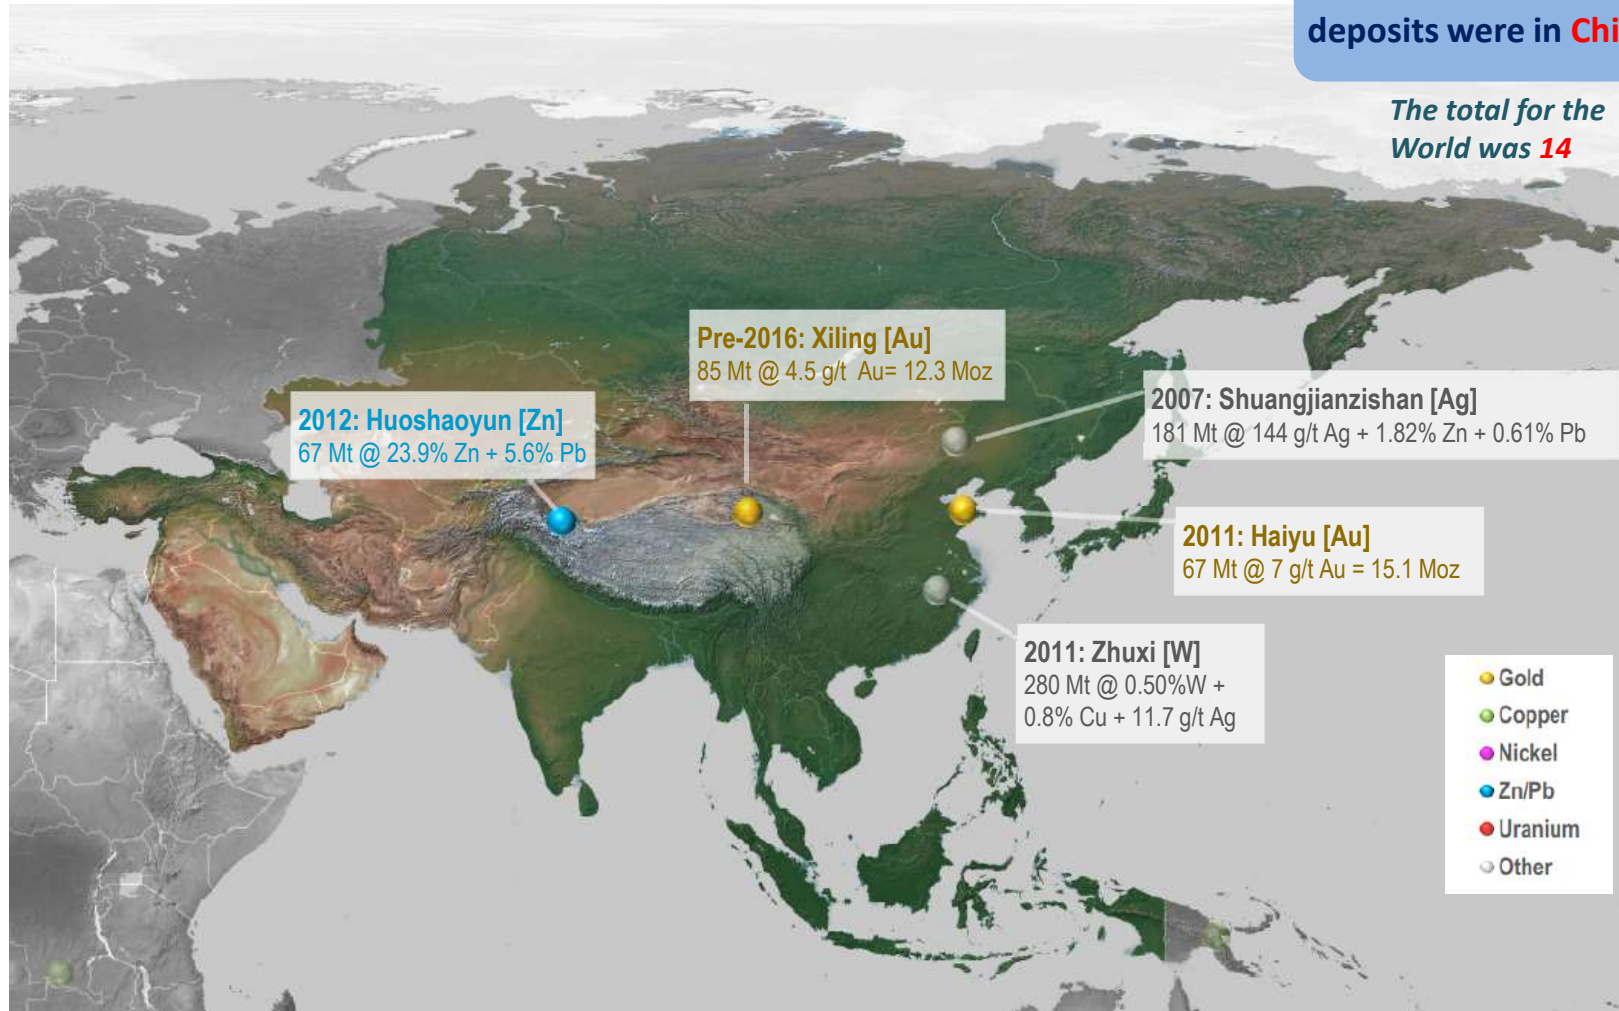 deposits were in Chi
The total for the
World was 14
Pre-2016: Xiling [Au]
85 Mt @ 4.5 g/t Au= 12.3 Moz
2012: Huoshaoyun [Zn]
67 Mt @ 23.9% Zn + 5.6% Pb
2007: Shuangjianzishan [Ag]
181 Mt @ 144 g/t Ag + 1.82% Zn + 0.61% Pb
2011: Haiyu [Au]
67 Mt @ 7 g/t Au = 15.1 Moz
2011: Zhuxi [W]
280 Mt @ 0.50%W +
0.8% Cu + 11.7 g/t Ag
Gold
Copper
Nickel
Zn/Pb
Uranium
Other